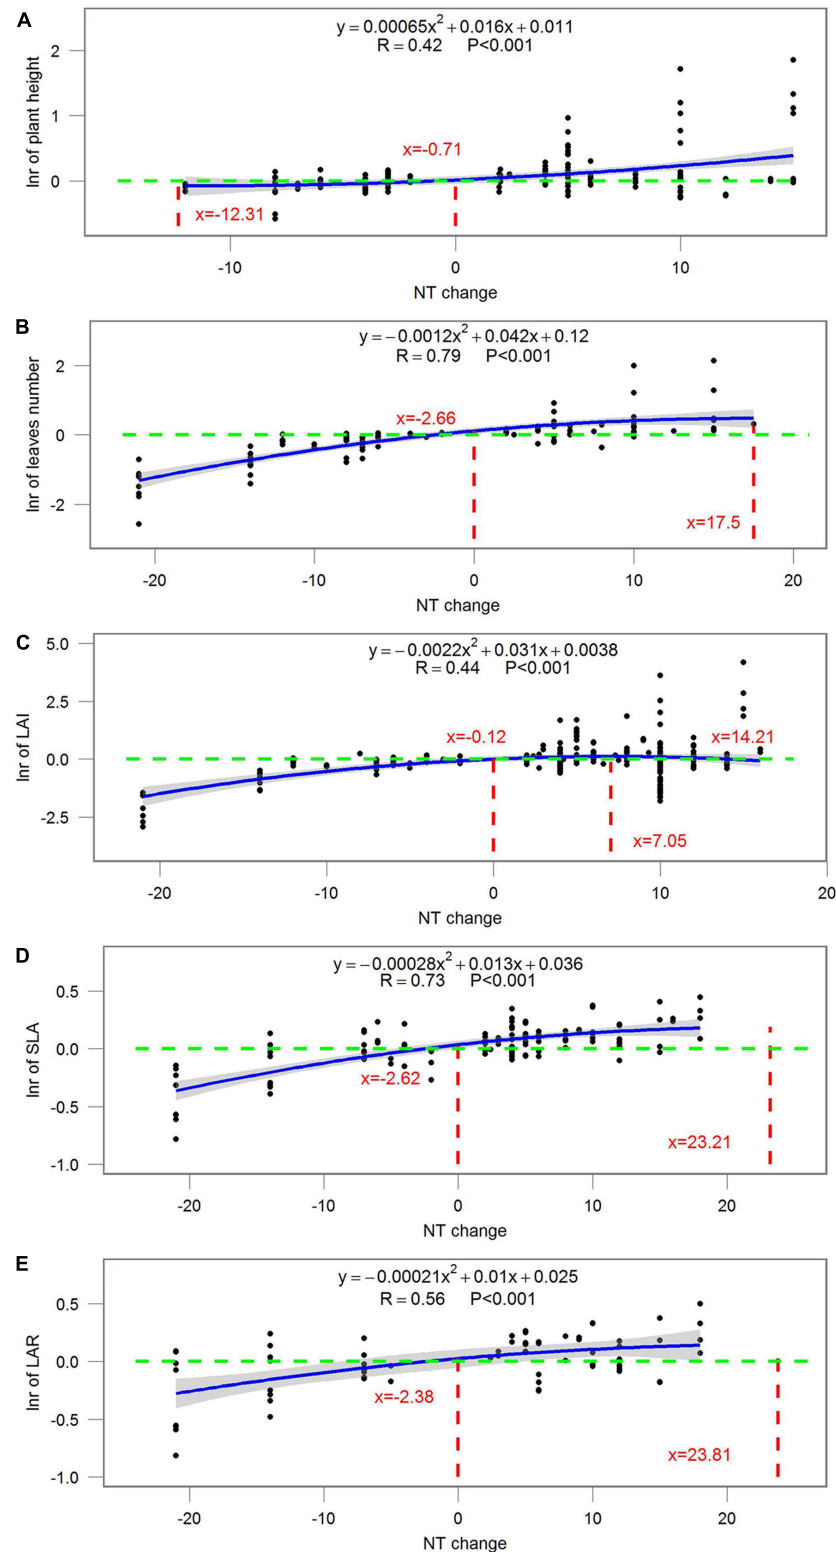 A
y = 0.00065x² + 0.016x + 0.011
R = 0.42 P<0.001
2
1
0
lnr of plant height
x=-0.71
x=-12.31
-10 0 10
NT change
B
y = −0.0012x² + 0.042x + 0.12
R = 0.79 P<0.001
2
0
-2
lnr of leaves number
x=-2.66
x=17.5
-20 -10 0 10 20
NT change
C
y = −0.0022x² + 0.031x + 0.0038
R = 0.44 P<0.001
5.0
2.5
0.0
-2.5
lnr of LAI
x=-0.12 x=14.21
x=7.05
-20 -10 0 10 20
NT change
D
y = −0.00028x² + 0.013x + 0.036
R = 0.73 P<0.001
0.5
0.0
-0.5
-1.0
lnr of SLA
x=-2.62
x=23.21
-20 -10 0 10 20
NT change
E
y = −0.00021x² + 0.01x + 0.025
R = 0.56 P<0.001
0.5
0.0
-0.5
-1.0
lnr of LAR
x=-2.38
x=23.81
-20 -10 0 10 20
NT change